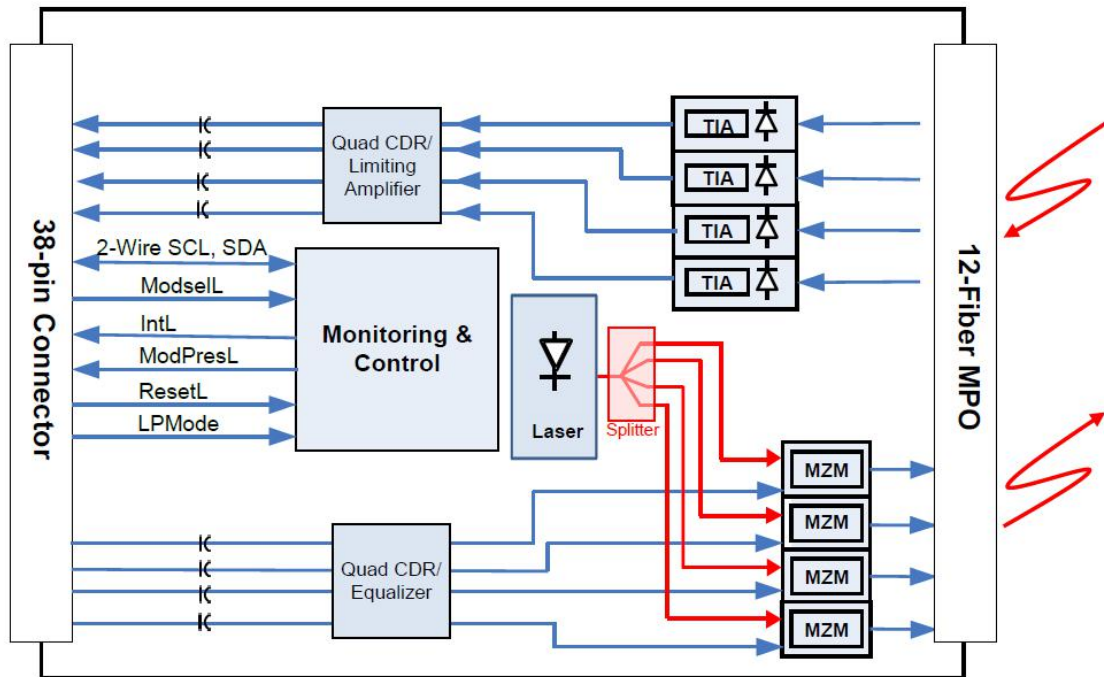 38-pin Connector
Quad CDR/
Limiting
Amplifier
TIA
TIA
TIA
TIA
12-Fiber MPO
2-Wire SCL, SDA
ModselL
IntL
ModPresL
ResetL
LPMode
Monitoring &
Control
Laser
Splitter
MZM
MZM
MZM
MZM
Quad CDR/
Equalizer